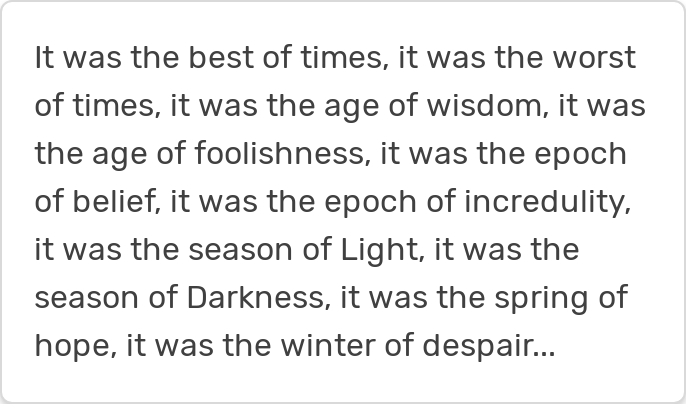 It was the best of times, it was the worst
of times, it was the age of wisdom, it was
the age of foolishness, it was the epoch
of belief, it was the epoch of incredulity,
it was the season of Light, it was the
season of Darkness, it was the spring of
hope, it was the winter of despair...